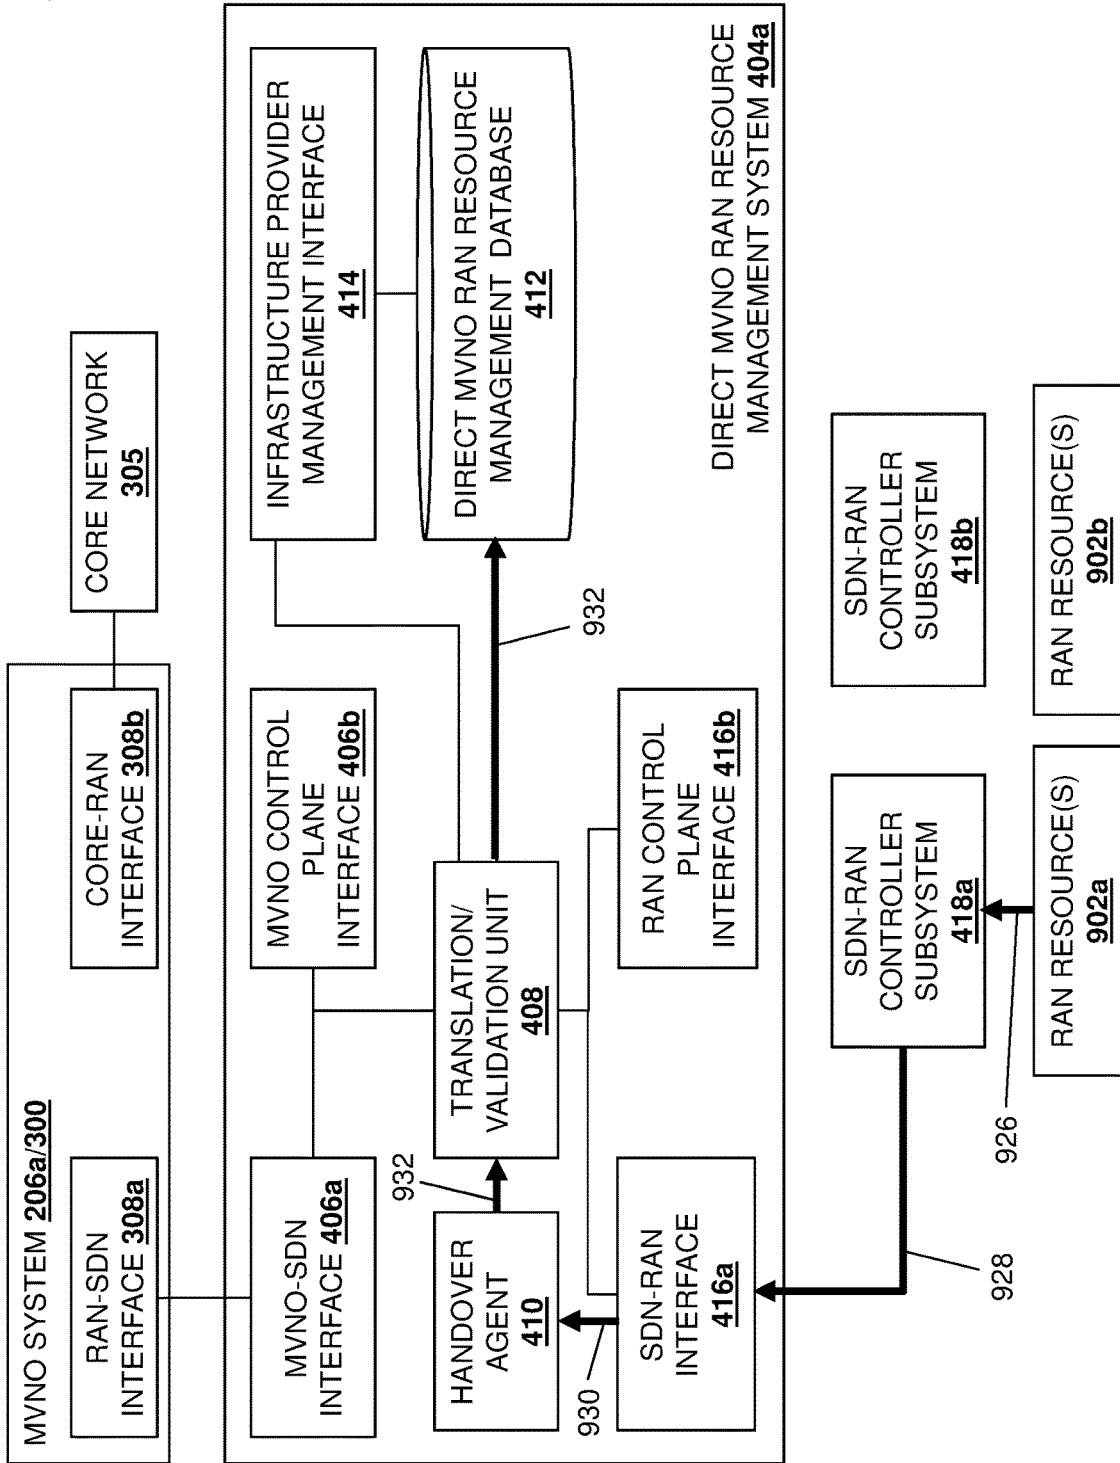 MVNO SYSTEM 206a/300
RAN-SDN
INTERFACE 308a
CORE-RAN
INTERFACE 308b
CORE NETWORK
305
MVNO-SDN
INTERFACE 406a
MVNO CONTROL
PLANE
INTERFACE 406b
INFRASTRUCTURE PROVIDER
MANAGEMENT INTERFACE
414
932
HANDOVER
AGENT
410
TRANSLATION/
VALIDATION UNIT
408
DIRECT MVNO RAN RESOURCE
MANAGEMENT DATABASE
412
932
930
SDN-RAN
INTERFACE
416a
RAN CONTROL
PLANE
INTERFACE 416b
DIRECT MVNO RAN RESOURCE
MANAGEMENT SYSTEM 404a
928
SDN-RAN
CONTROLLER
SUBSYSTEM
418a
SDN-RAN
CONTROLLER
SUBSYSTEM
418b
926
RAN RESOURCE(S)
902a
RAN RESOURCE(S)
902b